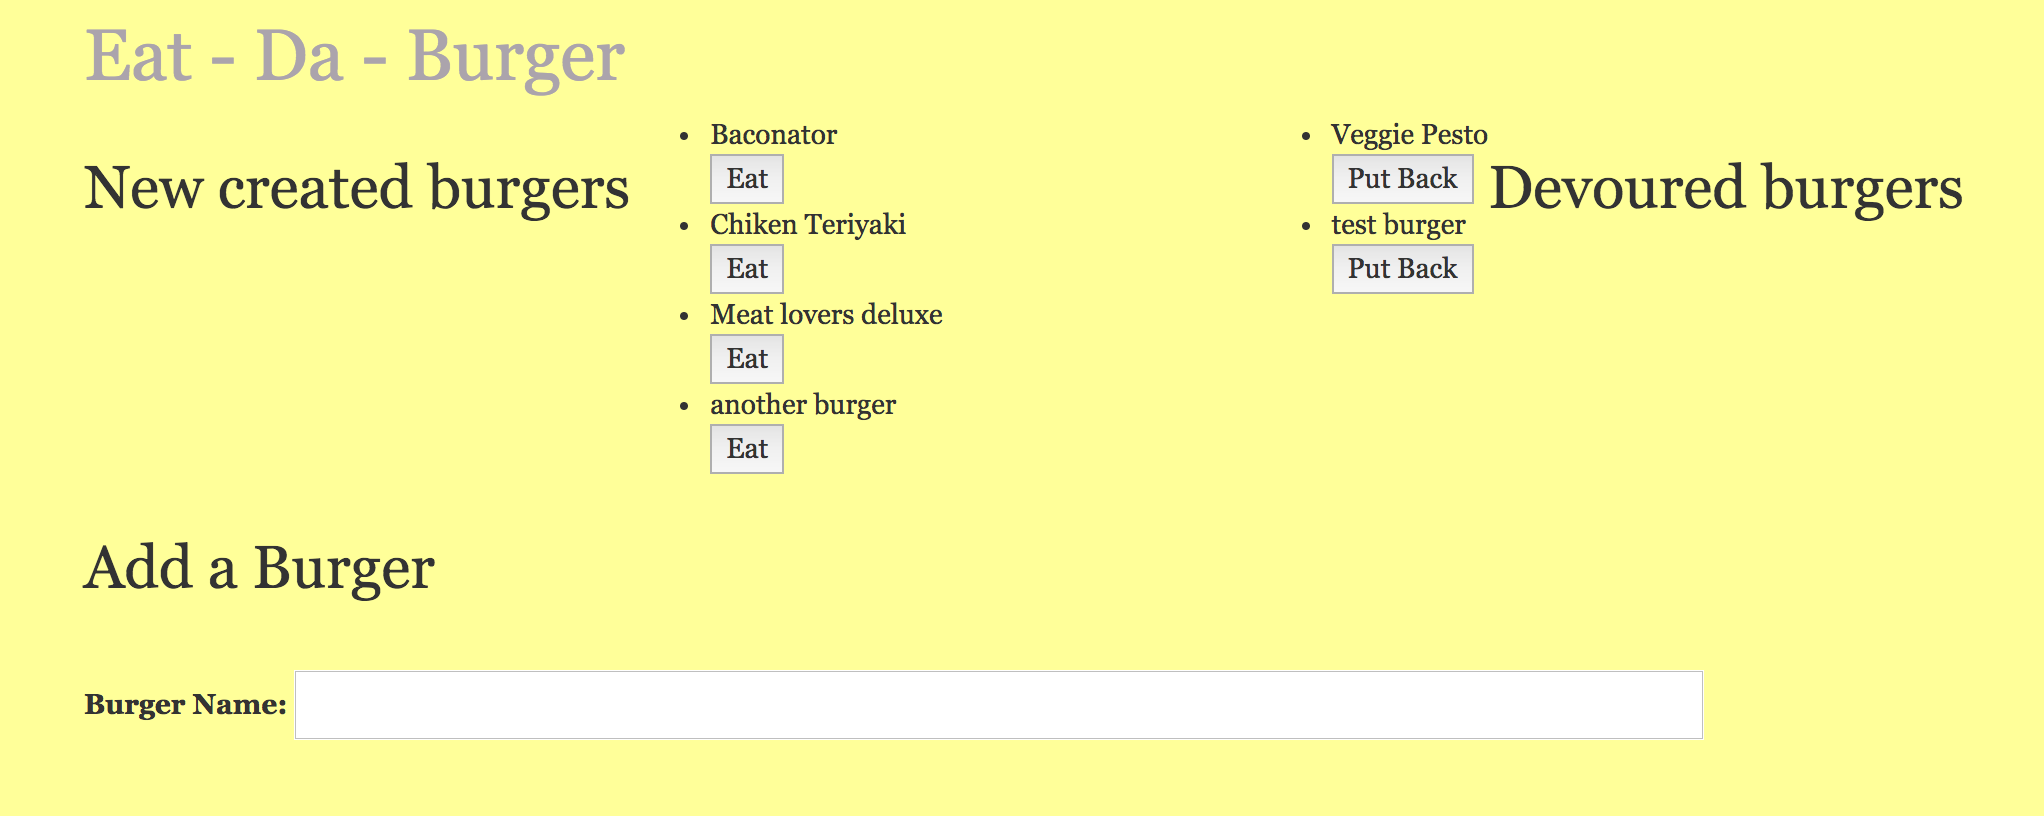 Eat - Da - Burger
New created burgers
Baconator
Eat
Chiken Teriyaki
Eat
Meat lovers deluxe
Eat
another burger
Eat
Veggie Pesto
Put Back
test burger
Put Back
Devoured burgers
Add a Burger
Burger Name: